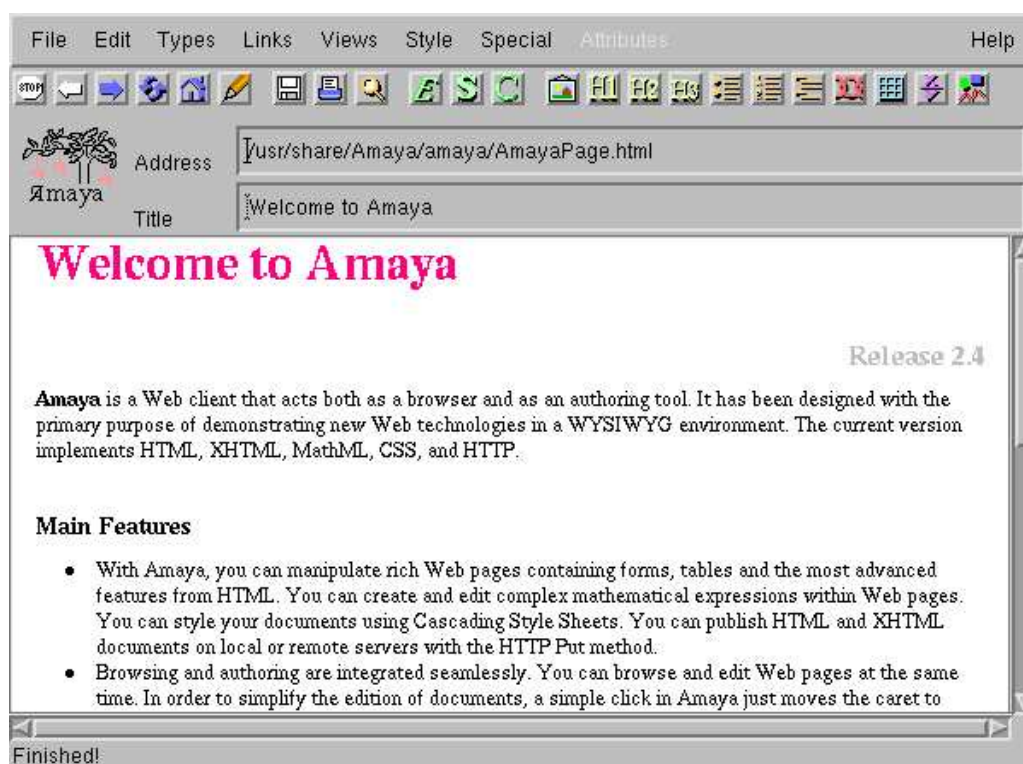 File Edit Types Links Views Style Special Attributes Help
STOP H1 H2 H3
Address /usr/share/Amaya/amaya/AmayaPage.html
Amaya
Title Welcome to Amaya
Welcome to Amaya
Release 2.4
Amaya is a Web client that acts both as a browser and as an authoring tool. It has been designed with the
primary purpose of demonstrating new Web technologies in a WYSIWYG environment. The current version
implements HTML, XHTML, MathML, CSS, and HTTP.
Main Features
• With Amaya, you can manipulate rich Web pages containing forms, tables and the most advanced
features from HTML. You can create and edit complex mathematical expressions within Web pages.
You can style your documents using Cascading Style Sheets. You can publish HTML and XHTML
documents on local or remote servers with the HTTP Put method.
• Browsing and authoring are integrated seamlessly. You can browse and edit Web pages at the same
time. In order to simplify the edition of documents, a simple click in Amaya just moves the caret to
Finished!